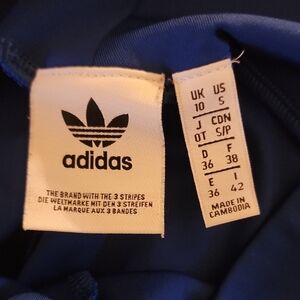 adidas
THE BRAND WITH THE 3 STRIPES
DIE WELTMARKE MIT DEN 3 STREIFEN
LA MARQUE AUX 3 BANDES
UK US
10 S
J CDN
OT S/P
D F
36 38
E I
36 42
MADE IN
CAMBODIA